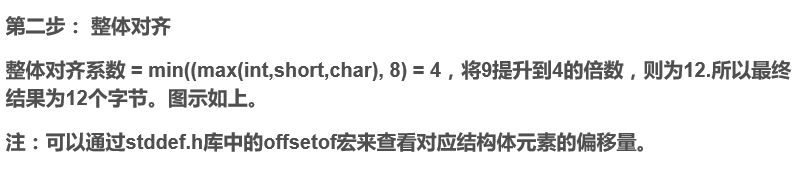 第二步： 整体对齐
整体对齐系数 = min((max(int,short,char), 8) = 4，将9提升到4的倍数，则为12.所以最终
结果为12个字节。图示如上。
注：可以通过stddef.h库中的offsetof宏来查看对应结构体元素的偏移量。